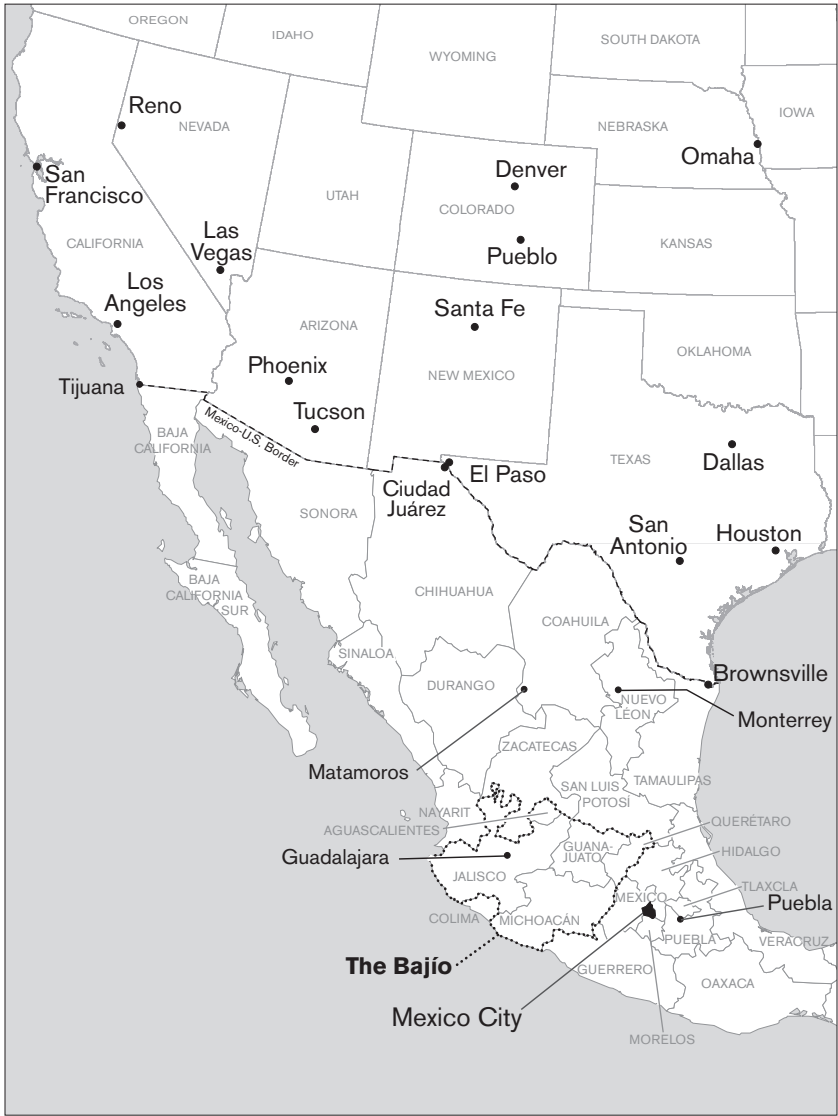 OREGON
IDAHO
WYOMING
SOUTH DAKOTA
Reno
NEVADA
NEBRASKA
IOWA
Omaha
San
Francisco
UTAH
Denver
COLORADO
Pueblo
KANSAS
CALIFORNIA
Las
Vegas
Los
Angeles
ARIZONA
Santa Fe
NEW MEXICO
OKLAHOMA
Phoenix
Tucson
Tijuana
Mexico-U.S. Border
BAJA
CALIFORNIA
El Paso
Ciudad
Juárez
TEXAS
Dallas
SONORA
San
Antonio
Houston
BAJA
CALIFORNIA
SUR
CHIHUAHUA
COAHUILA
SINALOA
DURANGO
Brownsville
NUEVO
LÉON
Monterrey
ZACATECAS
Matamoros
SAN LUIS
POTOSÍ
TAMAULIPAS
NAYARIT
AGUASCALIENTES
QUERÉTARO
Guadalajara
GUANA-
JUATO
HIDALGO
JALISCO
TLAXCLA
MEXICO
Puebla
COLIMA
MICHOACÁN
PUEBLA
VERACRUZ
The Bajío
GUERRERO
OAXACA
Mexico City
MORELOS